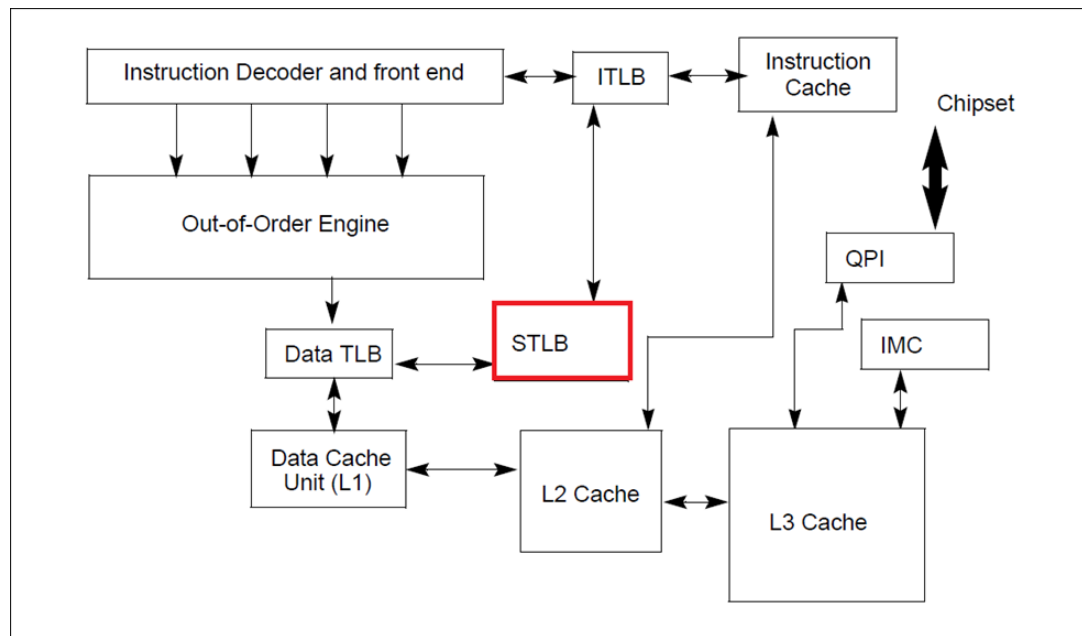 Instruction Decoder and front end
ITLB
Instruction
Cache
Chipset
Out-of-Order Engine
QPI
STLB
IMC
Data TLB
Data Cache
Unit (L1)
L2 Cache
L3 Cache